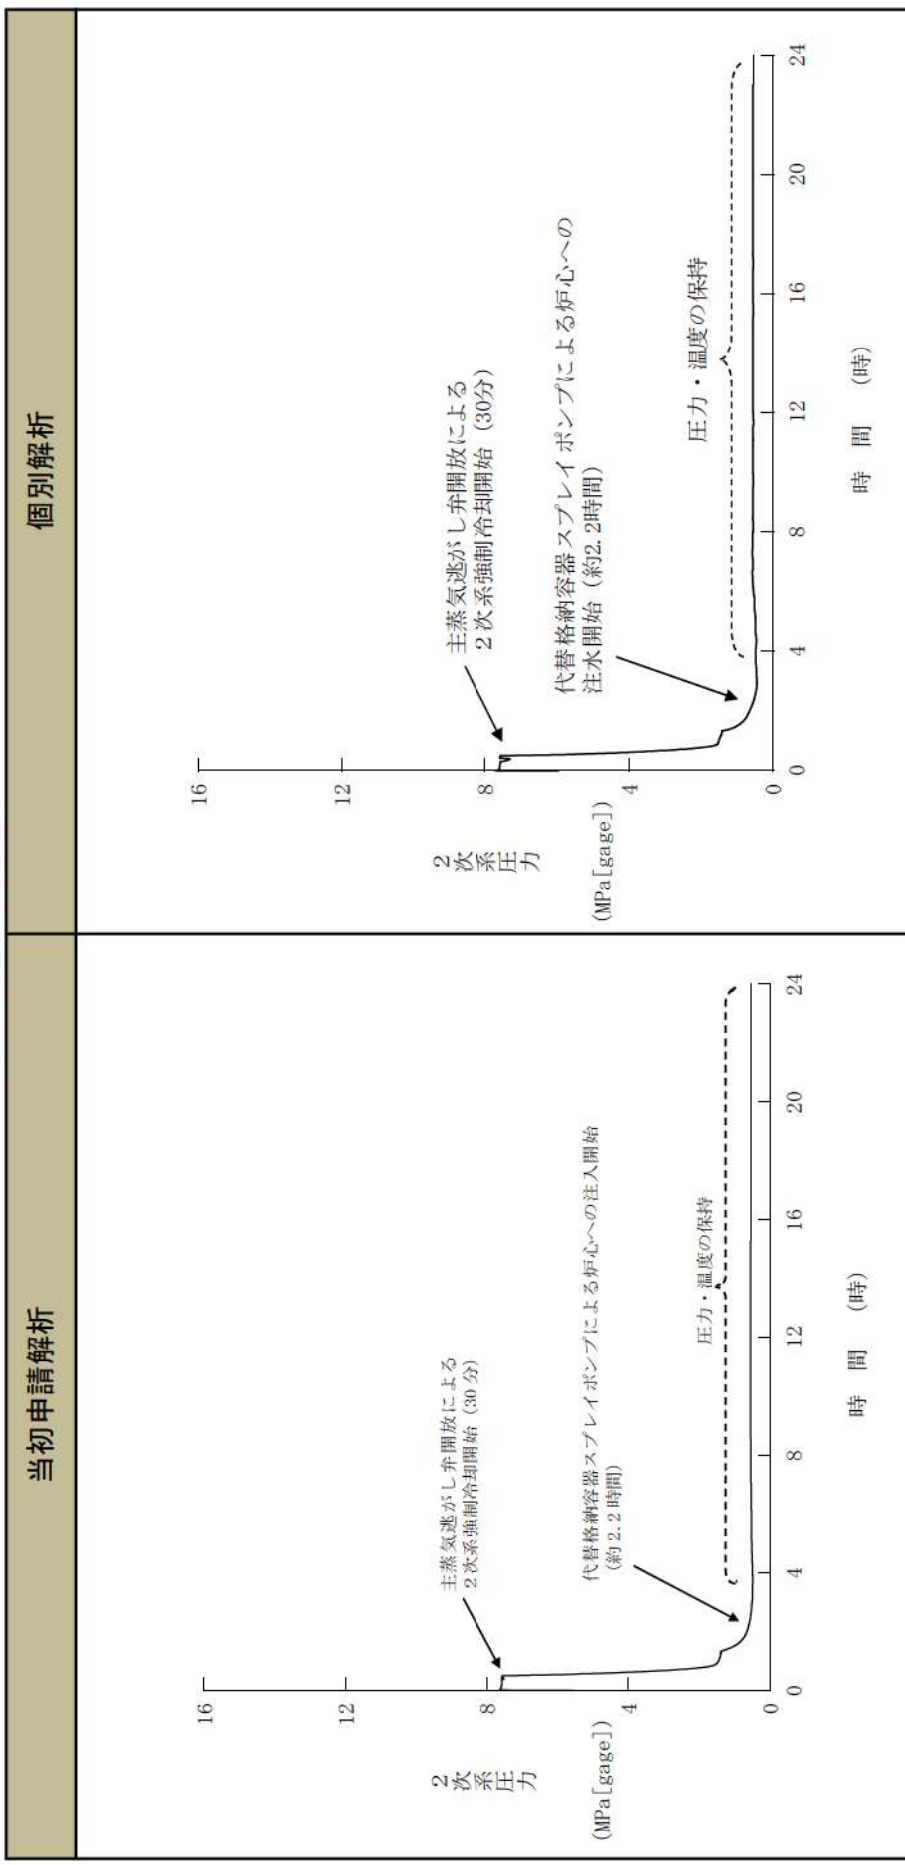 当初申請解析
16
12
8
4
0
2次系圧力
(MPa[gage])
主蒸気逃がし弁開放による
2次系強制冷却開始 (30 分)
代替格納容器スプレイポンプによる炉心への注入開始
(約 2.2 時間)
圧力・温度の保持
0
4
8
12
16
20
24
時 間 (時)
個別解析
16
12
8
4
0
2次系圧力
(MPa[gage])
主蒸気逃がし弁開放による
2次系強制冷却開始 (30分)
代替格納容器スプレイポンプによる炉心への
注水開始 (約2.2時間)
圧力・温度の保持
0
4
8
12
16
20
24
時 間 (時)